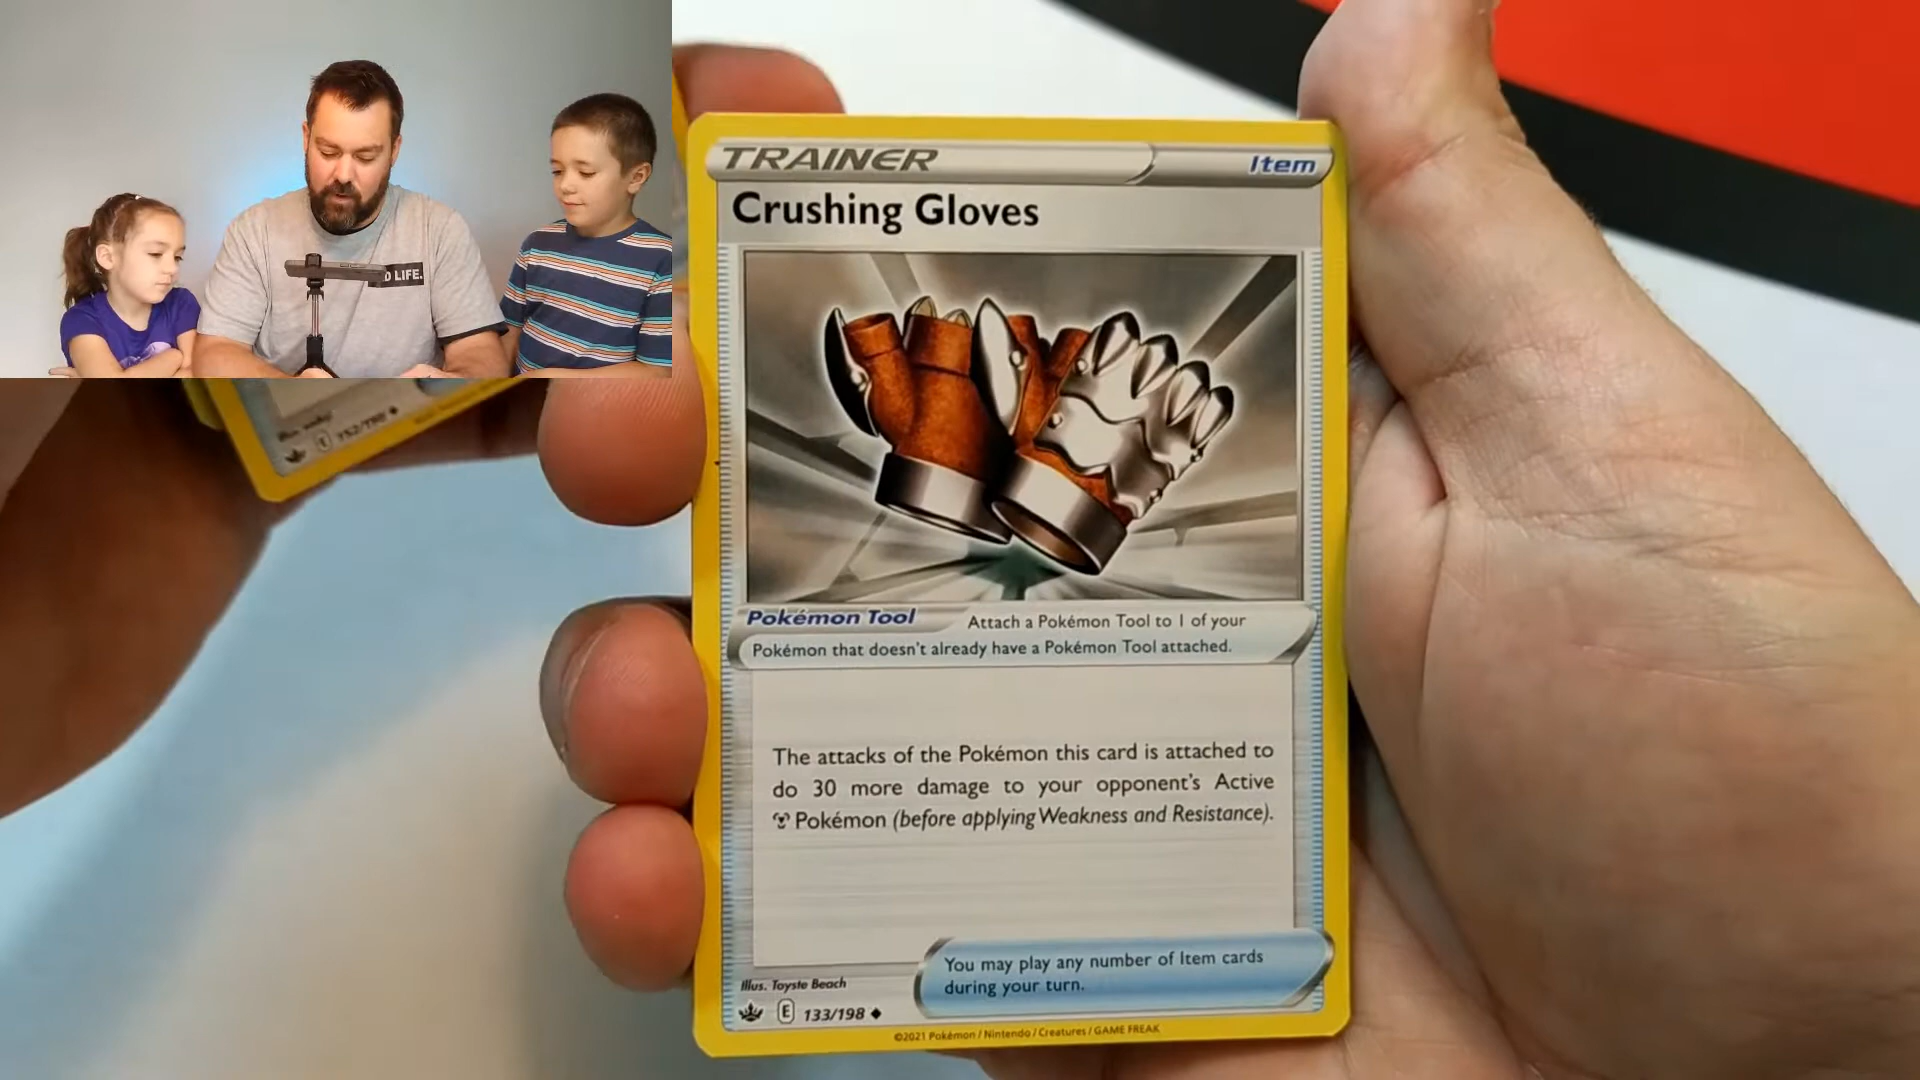 D LIFE.
152/198
TRAINER
Item
Crushing Gloves
Pokémon Tool Attach a Pokémon Tool to 1 of your
Pokémon that doesn't already have a Pokémon Tool attached.
The attacks of the Pokémon this card is attached to
do 30 more damage to your opponent's Active
Pokémon (before applying Weakness and Resistance).
You may play any number of Item cards
during your turn.
Illus. Toyste Beach
E 133/198
©2021 Pokémon / Nintendo / Creatures / GAME FREAK